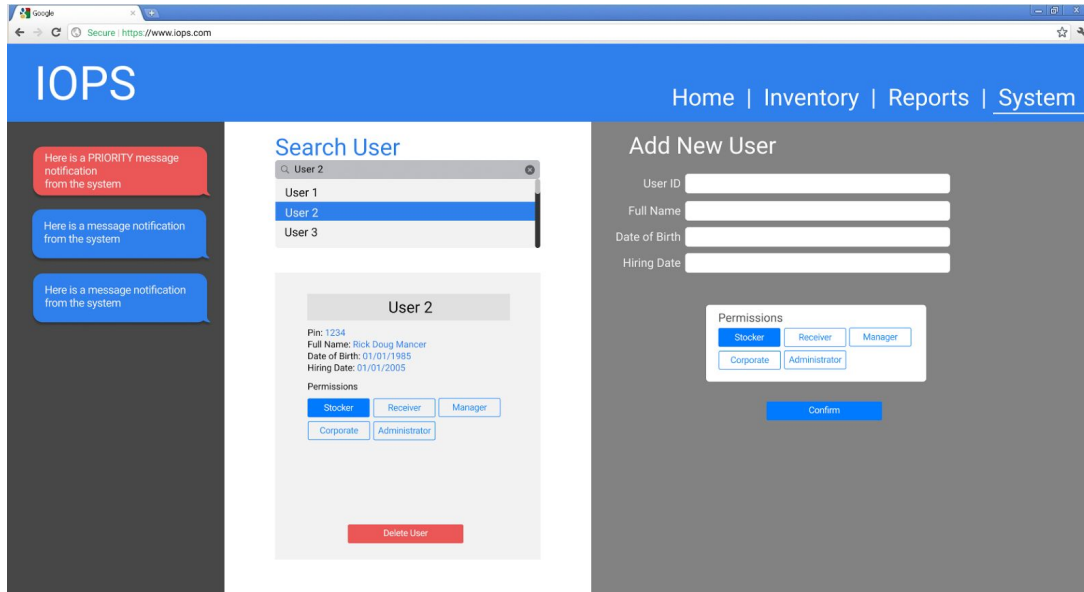 Google
Secure | https://www.iops.com
IOPS
Home | Inventory | Reports | System
Here is a PRIORITY message
notification
from the system
Here is a message notification
from the system
Here is a message notification
from the system
Search User
User 2
User 1
User 2
User 3
User 2
Pin: 1234
Full Name: Rick Doug Mancer
Date of Birth: 01/01/1985
Hiring Date: 01/01/2005
Permissions
Stocker Receiver Manager
Corporate Administrator
Delete User
Add New User
User ID
Full Name
Date of Birth
Hiring Date
Permissions
Stocker Receiver Manager
Corporate Administrator
Confirm